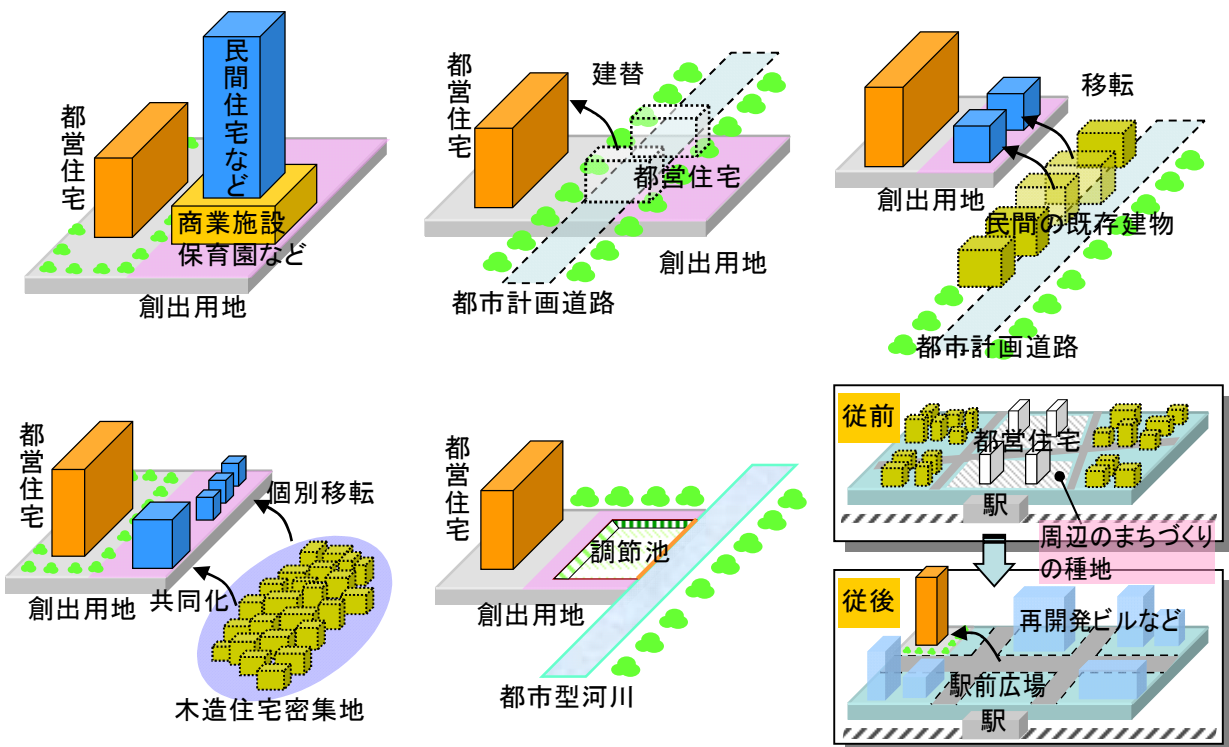 都営住宅
民間住宅など
商業施設
保育園など
創出用地
都営住宅
建替
都営住宅
創出用地
都市計画道路
都営住宅
移転
創出用地
民間の既存建物
都市計画道路
都営住宅
個別移転
創出用地
共同化
木造住宅密集地
都営住宅
調節池
創出用地
都市型河川
従前
都営住宅
駅
周辺のまちづくり
の種地
従後
再開発ビルなど
駅前広場
駅